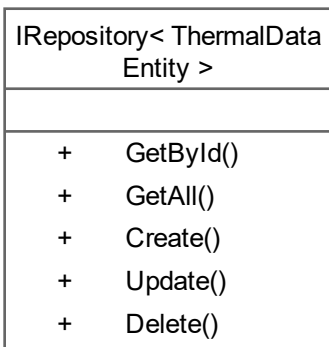 IRepository< ThermalData
Entity >
+ GetById()
+ GetAll()
+ Create()
+ Update()
+ Delete()